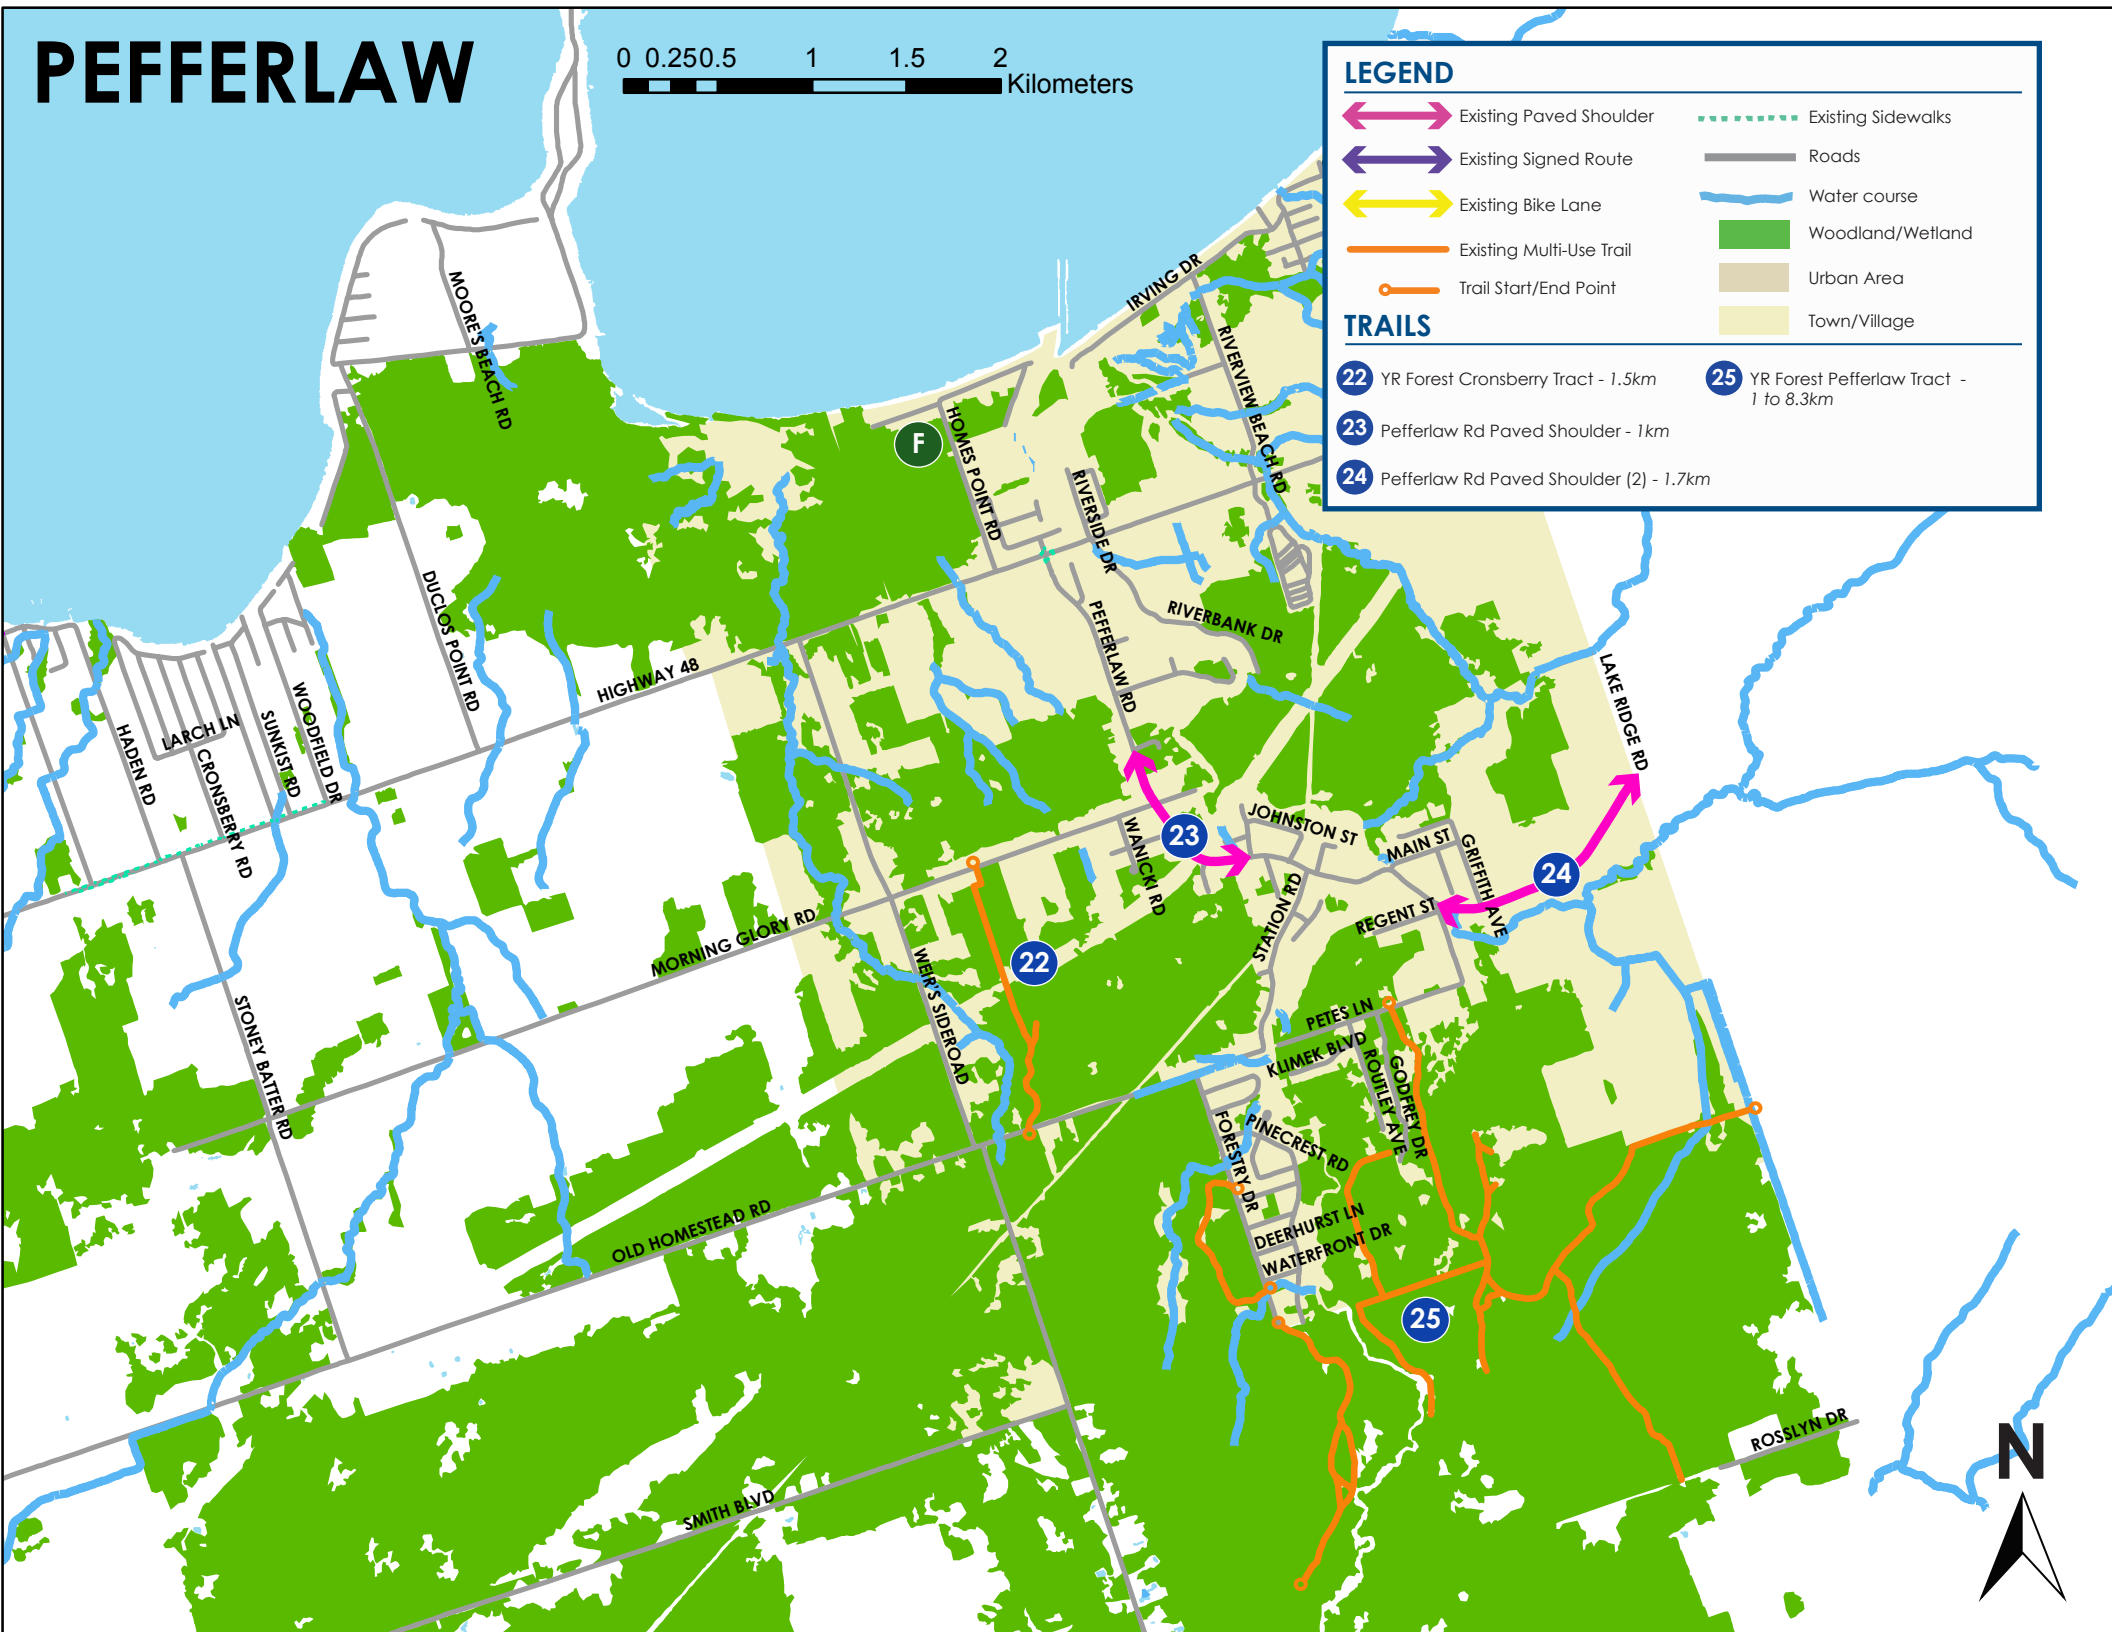 PEFFERLAW
0 0.25 0.5 1 1.5 2
Kilometers
LEGEND
Existing Paved Shoulder
Existing Signed Route
Existing Bike Lane
Existing Multi-Use Trail
Trail Start/End Point
Existing Sidewalks
Roads
Water course
Woodland/Wetland
Urban Area
Town/Village
TRAILS
22 YR Forest Cronsberry Tract - 1.5km
23 Pefferlaw Rd Paved Shoulder - 1km
24 Pefferlaw Rd Paved Shoulder (2) - 1.7km
25 YR Forest Pefferlaw Tract -
1 to 8.3km
MOORE'S BEACH RD
IRVING DR
RIVERVIEW BEACH RD
F
HOMES POINT RD
RIVERSIDE DR
DUCLOS POINT RD
PEFFERLAW RD
RIVERBANK DR
HIGHWAY 48
LAKE RIDGE RD
WOODFIELD DR
SUNKIST RD
LARCH LN
HADEN RD
CRONSBERRY RD
JOHNSTON ST
23
WANICKI RD
MAIN ST
GRIFFITH AVE
24
STATION RD
REGENT ST
MORNING GLORY RD
22
WEIR'S SIDEROAD
STONEY BATTER RD
PETES LN
KLIMEK BLVD
ROUTLEY AVE
GODFREY DR
FORESTRY DR
PINECREST RD
OLD HOMESTEAD RD
DEERHURST LN
WATERFRONT DR
25
ROSSLYN DR
SMITH BLVD
N